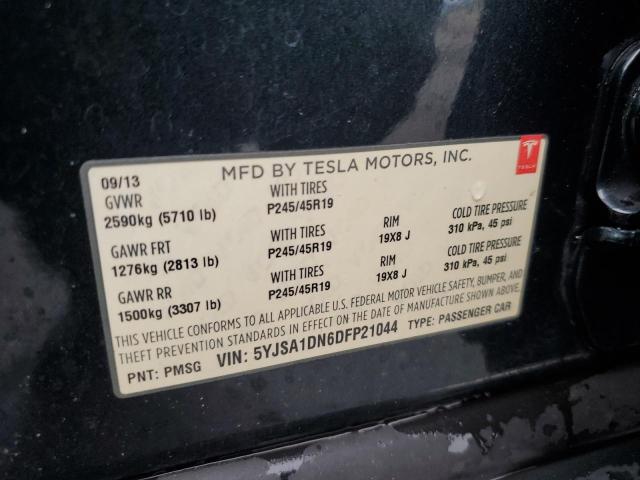 MFD BY TESLA MOTORS, INC.
TESLA
09/13
GVWR WITH TIRES
2590kg (5710 lb) P245/45R19
GAWR FRT WITH TIRES RIM COLD TIRE PRESSURE
1276kg (2813 lb) P245/45R19 19X8 J 310 kPa, 45 psi
GAWR RR WITH TIRES RIM COLD TIRE PRESSURE
1500kg (3307 lb) P245/45R19 19X8 J 310 kPa, 45 psi
THIS VEHICLE CONFORMS TO ALL APPLICABLE U.S. FEDERAL MOTOR VEHICLE SAFETY, BUMPER, AND
THEFT PREVENTION STANDARDS IN EFFECT ON THE DATE OF MANUFACTURE SHOWN ABOVE.
PNT: PMSG VIN: 5YJSA1DN6DFP21044 TYPE: PASSENGER CAR